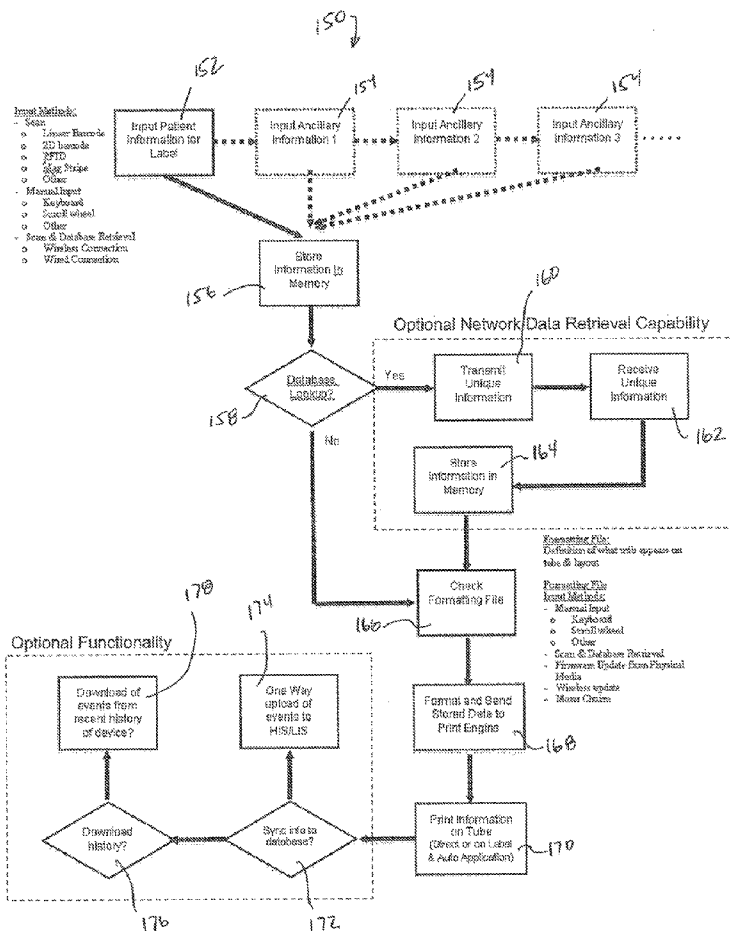 150
152
154
154
154
Input Methods:
- Scan
o Linear Barcode
o 2D barcode
o RFID
o Mag Stripe
o Other
- Manual Input
o Keyboard
o Scroll wheel
o Other
- Scan & Database Retrieval
o Wireless Connection
o Wired Connection
Input Patient
Information for
Label
Input Ancillary
Information 1
Input Ancillary
Information 2
Input Ancillary
Information 3
Store
Information in
Memory
156
Optional Network Data Retrieval Capability
160
Database
Lookup?
158
Yes
No
Transmit
Unique
Information
Receive
Unique
Information
162
Store
Information in
Memory
164
Formatting File:
Definition of what will appear on
tube & layout
Formatting File
Input Methods:
- Manual Input
o Keyboard
o Scroll wheel
o Other
- Scan & Database Retrieval
- Firmware Update from Physical
Media
- Wireless update
- Menu Choice
Check
Formatting File
166
Optional Functionality
178
174
Download of
events from
recent history
of device?
One Way
upload of
events to
HIS/LIS
Format and Send
Stored Data to
Print Engine
168
Download
history?
176
Sync info to
database?
172
Print Information
on Tube
(Direct or on Label
& Auto Application)
170